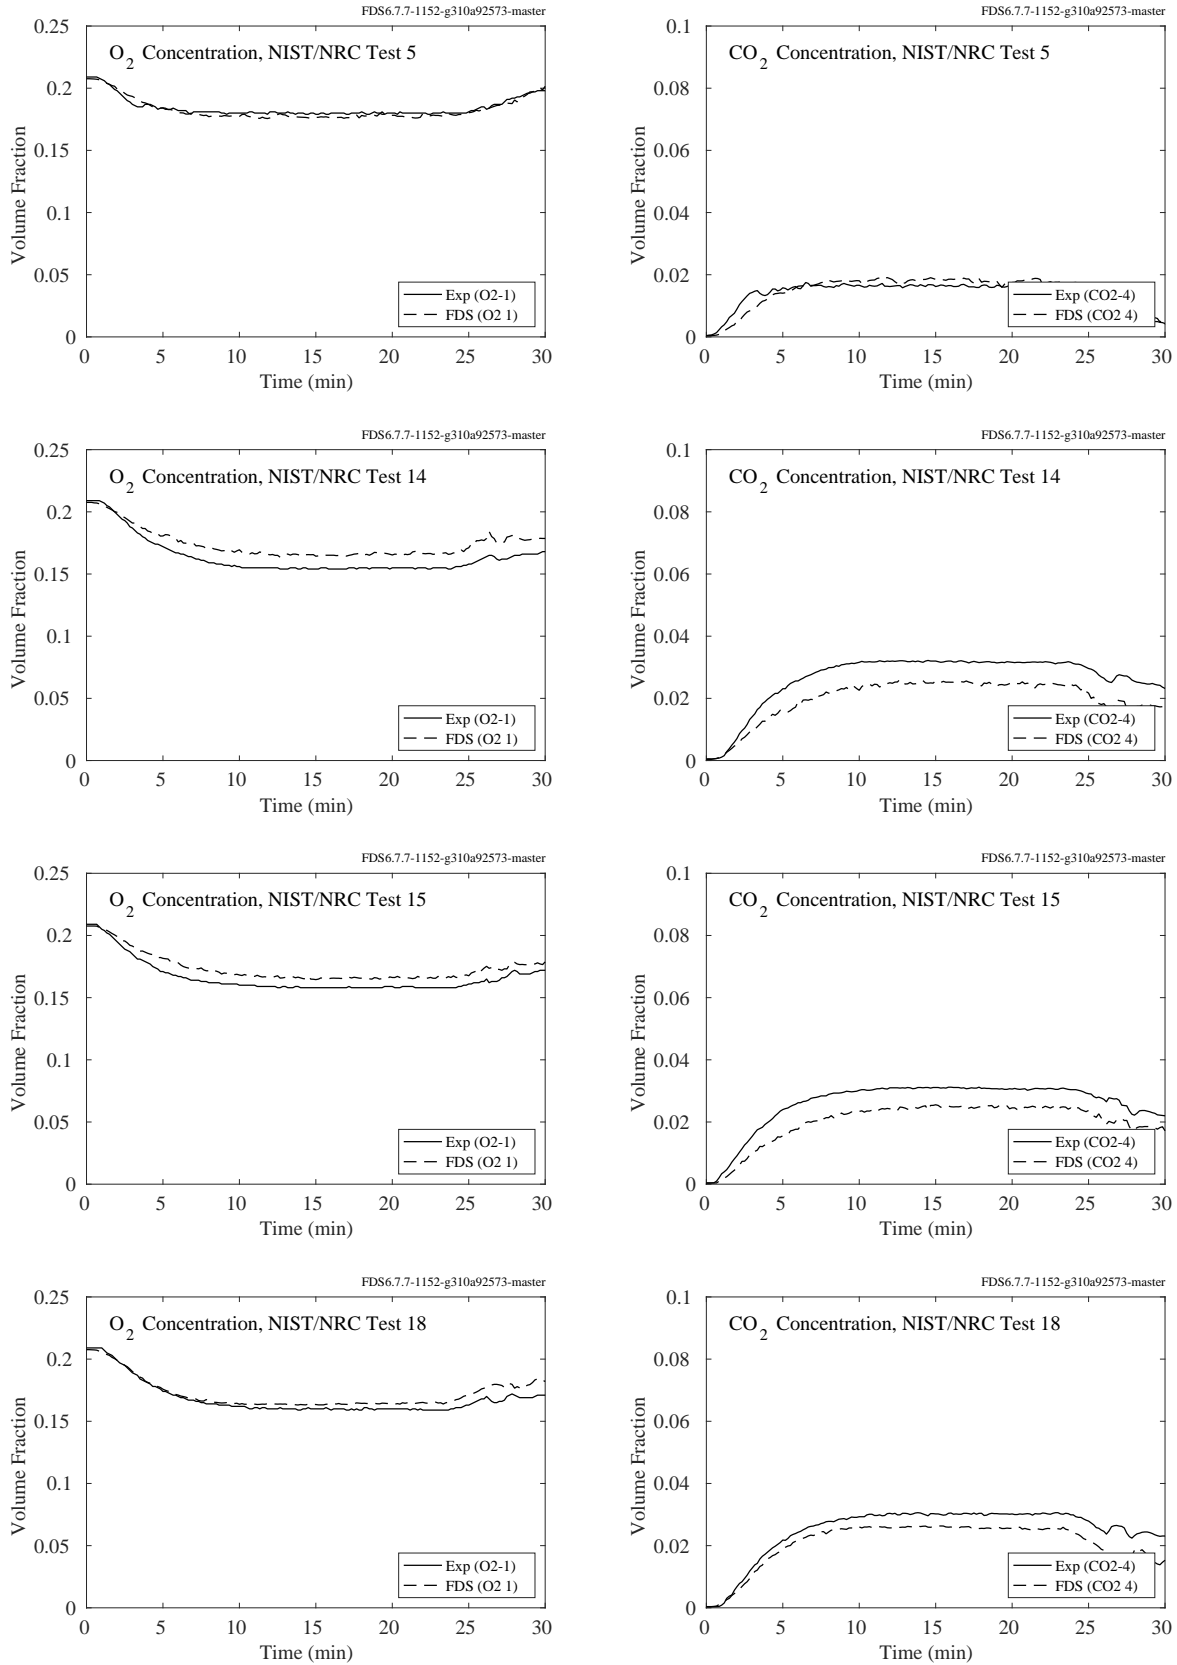 FDS6.7.7-1152-g310a92573-master
O2 Concentration, NIST/NRC Test 5
Volume Fraction
0.25
0.2
0.15
0.1
0.05
0
Exp (O2-1)
FDS (O2 1)
0 5 10 15 20 25 30
Time (min)
FDS6.7.7-1152-g310a92573-master
CO2 Concentration, NIST/NRC Test 5
Volume Fraction
0.1
0.08
0.06
0.04
0.02
0
Exp (CO2-4)
FDS (CO2 4)
0 5 10 15 20 25 30
Time (min)
FDS6.7.7-1152-g310a92573-master
O2 Concentration, NIST/NRC Test 14
Volume Fraction
0.25
0.2
0.15
0.1
0.05
0
Exp (O2-1)
FDS (O2 1)
0 5 10 15 20 25 30
Time (min)
FDS6.7.7-1152-g310a92573-master
CO2 Concentration, NIST/NRC Test 14
Volume Fraction
0.1
0.08
0.06
0.04
0.02
0
Exp (CO2-4)
FDS (CO2 4)
0 5 10 15 20 25 30
Time (min)
FDS6.7.7-1152-g310a92573-master
O2 Concentration, NIST/NRC Test 15
Volume Fraction
0.25
0.2
0.15
0.1
0.05
0
Exp (O2-1)
FDS (O2 1)
0 5 10 15 20 25 30
Time (min)
FDS6.7.7-1152-g310a92573-master
CO2 Concentration, NIST/NRC Test 15
Volume Fraction
0.1
0.08
0.06
0.04
0.02
0
Exp (CO2-4)
FDS (CO2 4)
0 5 10 15 20 25 30
Time (min)
FDS6.7.7-1152-g310a92573-master
O2 Concentration, NIST/NRC Test 18
Volume Fraction
0.25
0.2
0.15
0.1
0.05
0
Exp (O2-1)
FDS (O2 1)
0 5 10 15 20 25 30
Time (min)
FDS6.7.7-1152-g310a92573-master
CO2 Concentration, NIST/NRC Test 18
Volume Fraction
0.1
0.08
0.06
0.04
0.02
0
Exp (CO2-4)
FDS (CO2 4)
0 5 10 15 20 25 30
Time (min)